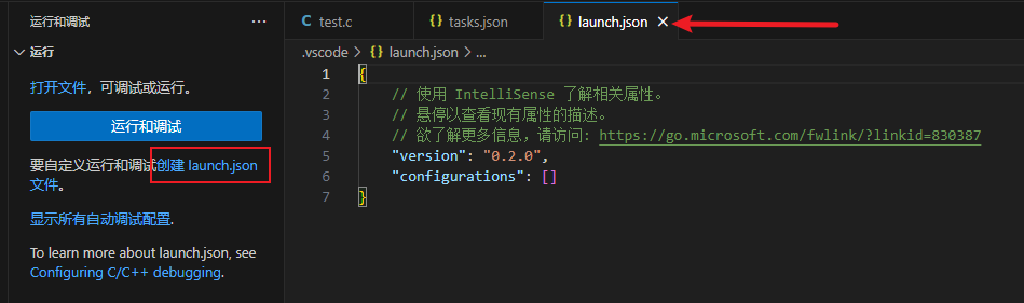 运行和调试 ···
运行
打开文件，可调试或运行。
运行和调试
要自定义运行和调试创建 launch.json
文件。
显示所有自动调试配置.
To learn more about launch.json, see
Configuring C/C++ debugging.
C test.c {} tasks.json {} launch.json ×
.vscode > {} launch.json > ...
1 {
2 // 使用 IntelliSense 了解相关属性。
3 // 悬停以查看现有属性的描述。
4 // 欲了解更多信息，请访问: https://go.microsoft.com/fwlink/?linkid=830387
5 "version": "0.2.0",
6 "configurations": []
7 }